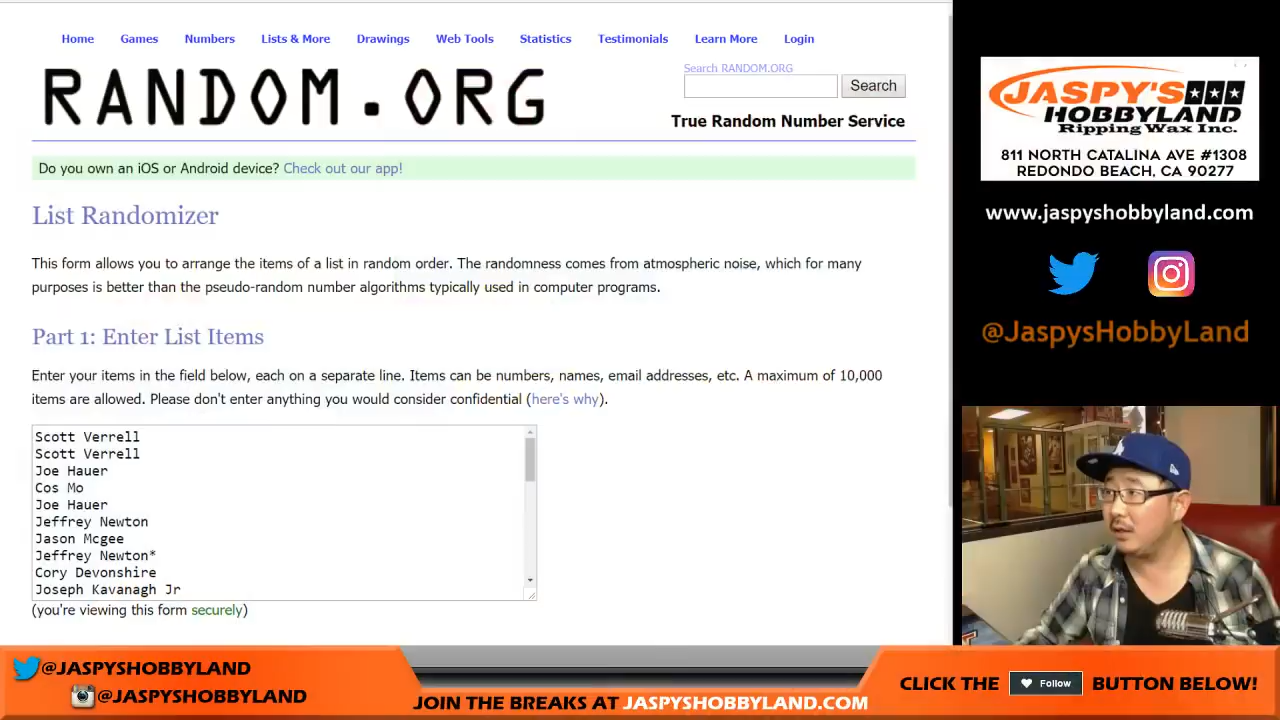 Home Games Numbers Lists & More Drawings Web Tools Statistics Testimonials Learn More Login
RANDOM.ORG
Search RANDOM.ORG
Search
True Random Number Service
Do you own an iOS or Android device? Check out our app!
List Randomizer
This form allows you to arrange the items of a list in random order. The randomness comes from atmospheric noise, which for many
purposes is better than the pseudo-random number algorithms typically used in computer programs.
Part 1: Enter List Items
Enter your items in the field below, each on a separate line. Items can be numbers, names, email addresses, etc. A maximum of 10,000
items are allowed. Please don't enter anything you would consider confidential (here's why).
Scott Verrell
Scott Verrell
Joe Hauer
Cos Mo
Joe Hauer
Jeffrey Newton
Jason Mcgee
Jeffrey Newton*
Cory Devonshire
Joseph Kavanagh Jr
(you're viewing this form securely)
JASPY'S
HOBBYLAND
Ripping Wax Inc.
811 NORTH CATALINA AVE #1308
REDONDO BEACH, CA 90277
www.jaspyshobbyland.com
@JaspysHobbyLand
@JASPYSHOBBYLAND
@JASPYSHOBBYLAND
JOIN THE BREAKS AT JASPYSHOBBYLAND.COM
CLICK THE Follow BUTTON BELOW!